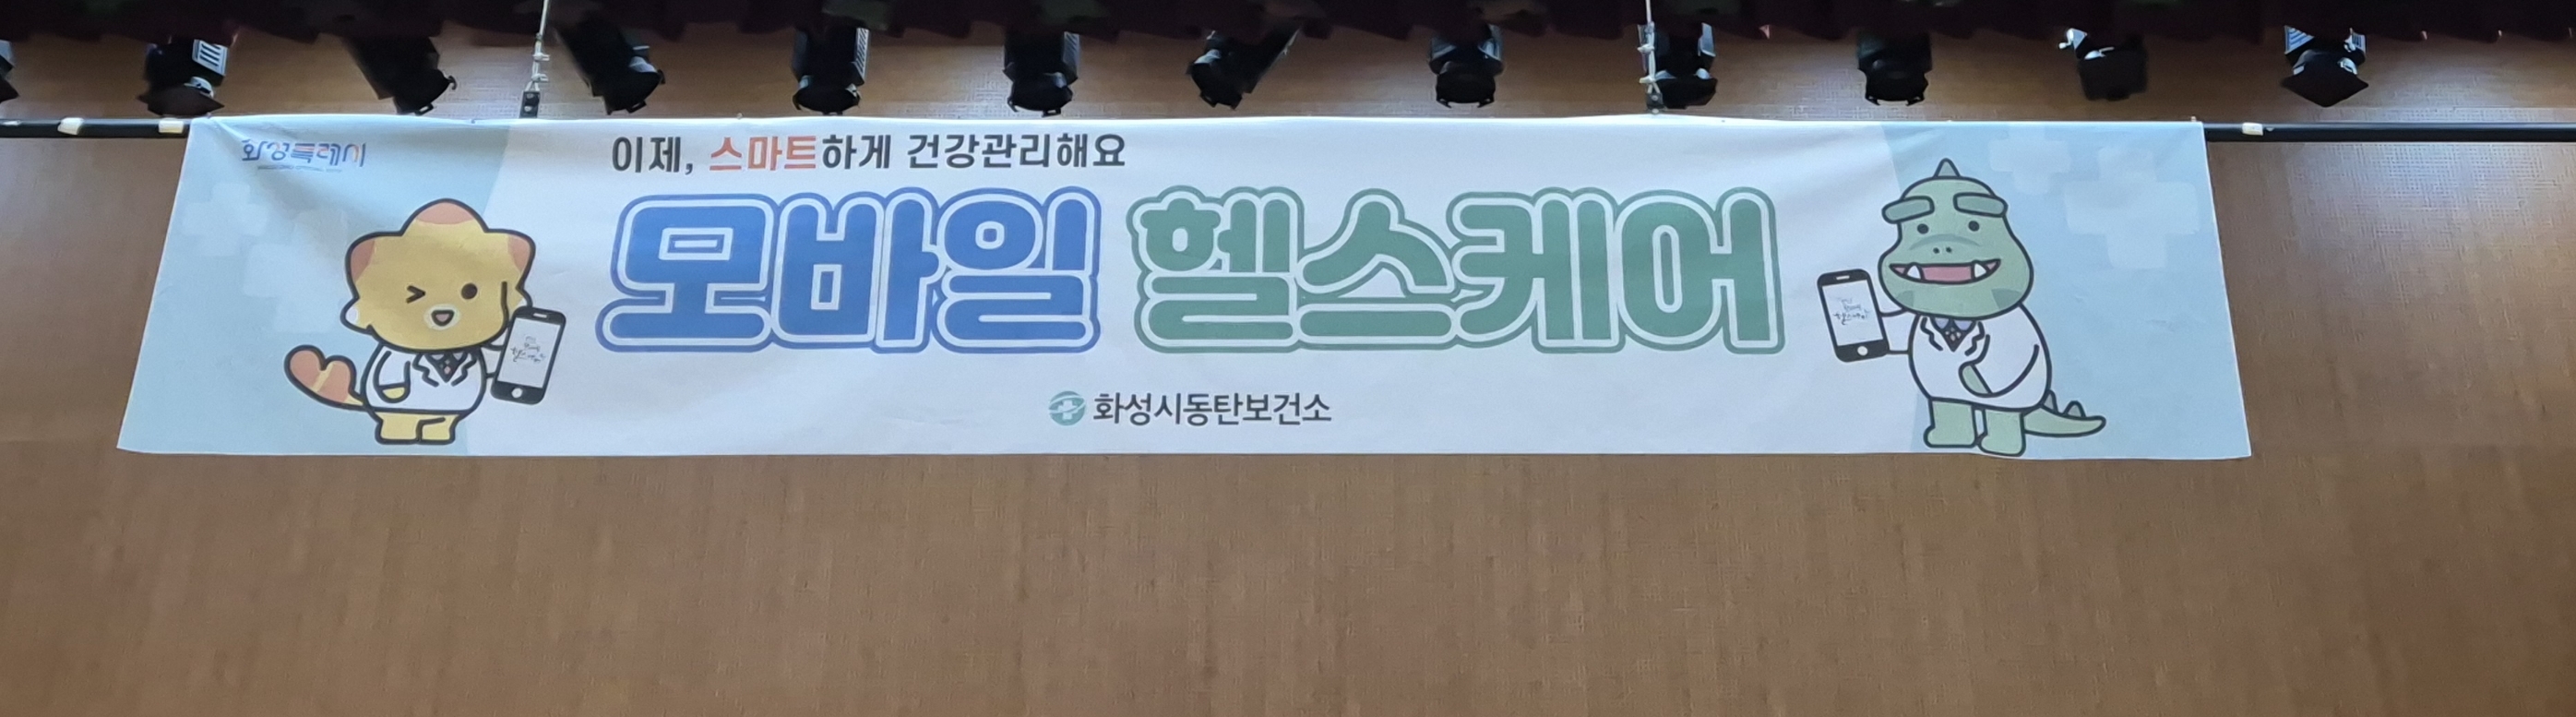 화성특례시
이제, 스마트하게 건강관리해요
모바일 헬스케어
화성시동탄보건소